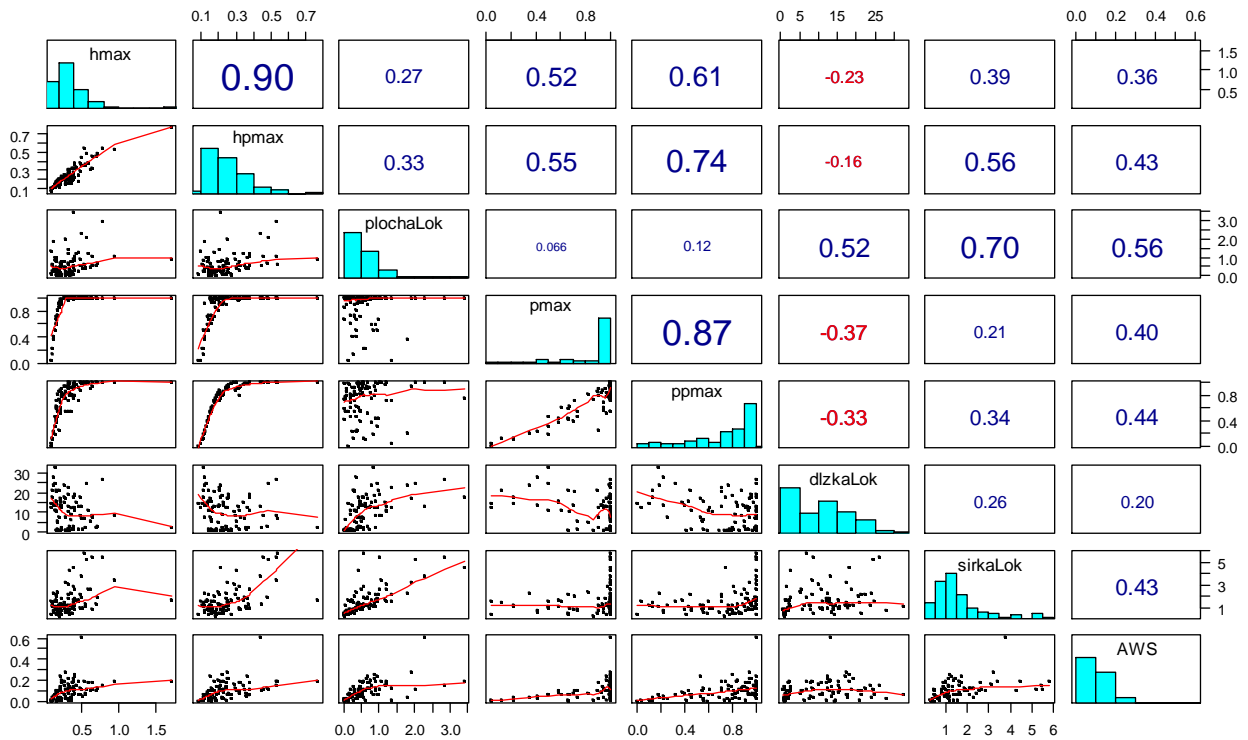 0.1 0.3 0.5 0.7 0.0 0.4 0.8 0 5 15 25 0.0 0.2 0.4 0.6
hmax 0.90 0.27 0.52 0.61 -0.23 0.39 0.36 0.5 1.0 1.5
0.1 0.3 0.5 0.7 hpmax 0.33 0.55 0.74 -0.16 0.56 0.43
plochaLok 0.066 0.12 0.52 0.70 0.56 0.0 1.0 2.0 3.0
0.0 0.4 0.8 pmax 0.87 -0.37 0.21 0.40
ppmax -0.33 0.34 0.44 0.0 0.4 0.8
0 10 20 30 dlzkaLok 0.26 0.20
sirkaLok 0.43 1 3 5
0.0 0.2 0.4 0.6 AWS
0.5 1.0 1.5 0.0 1.0 2.0 3.0 0.0 0.4 0.8 1 2 3 4 5 6